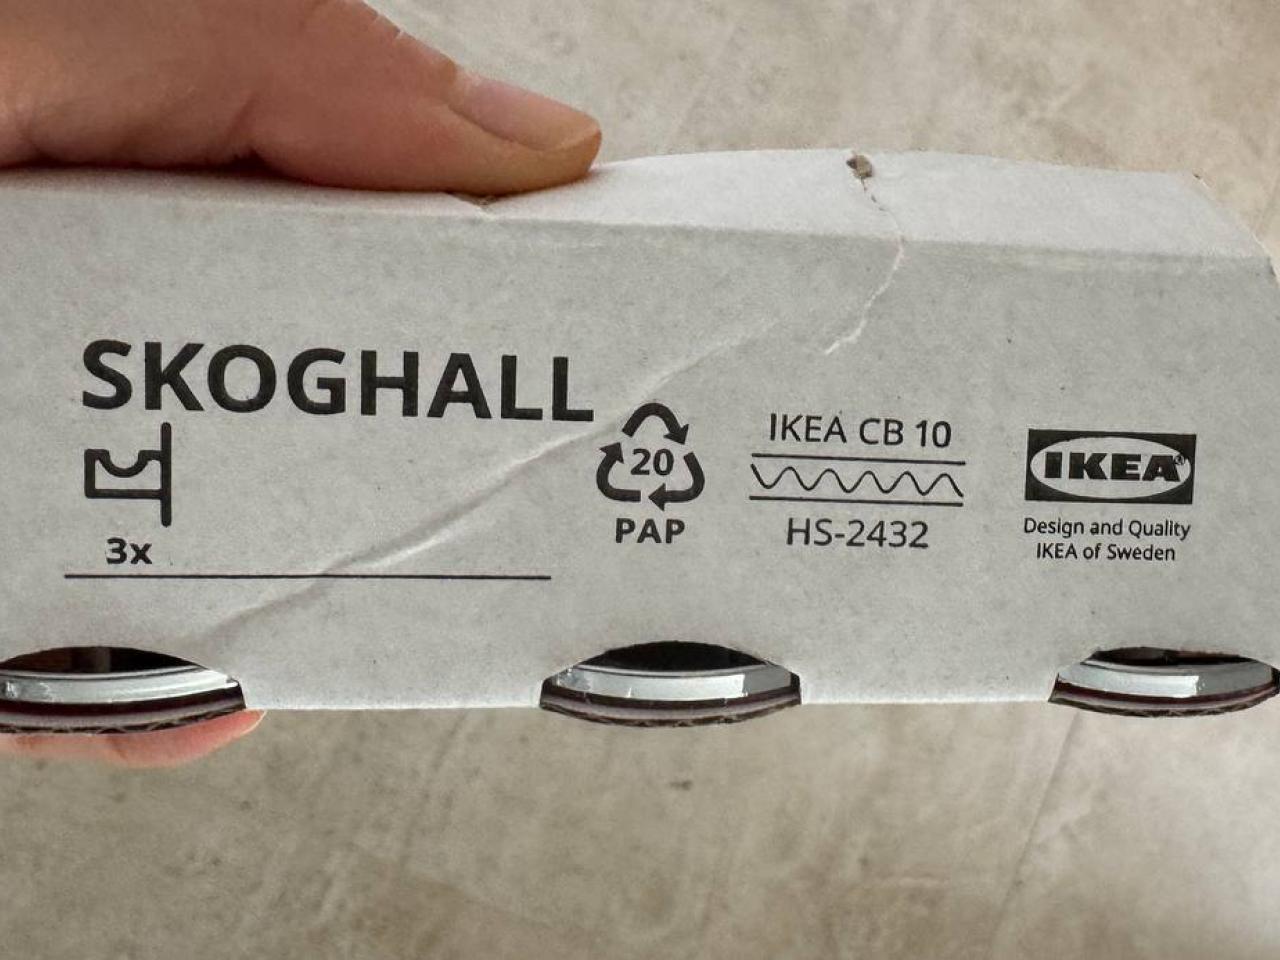 SKOGHALL
3x
20
PAP
IKEA CB 10
HS-2432
IKEA®
Design and Quality
IKEA of Sweden